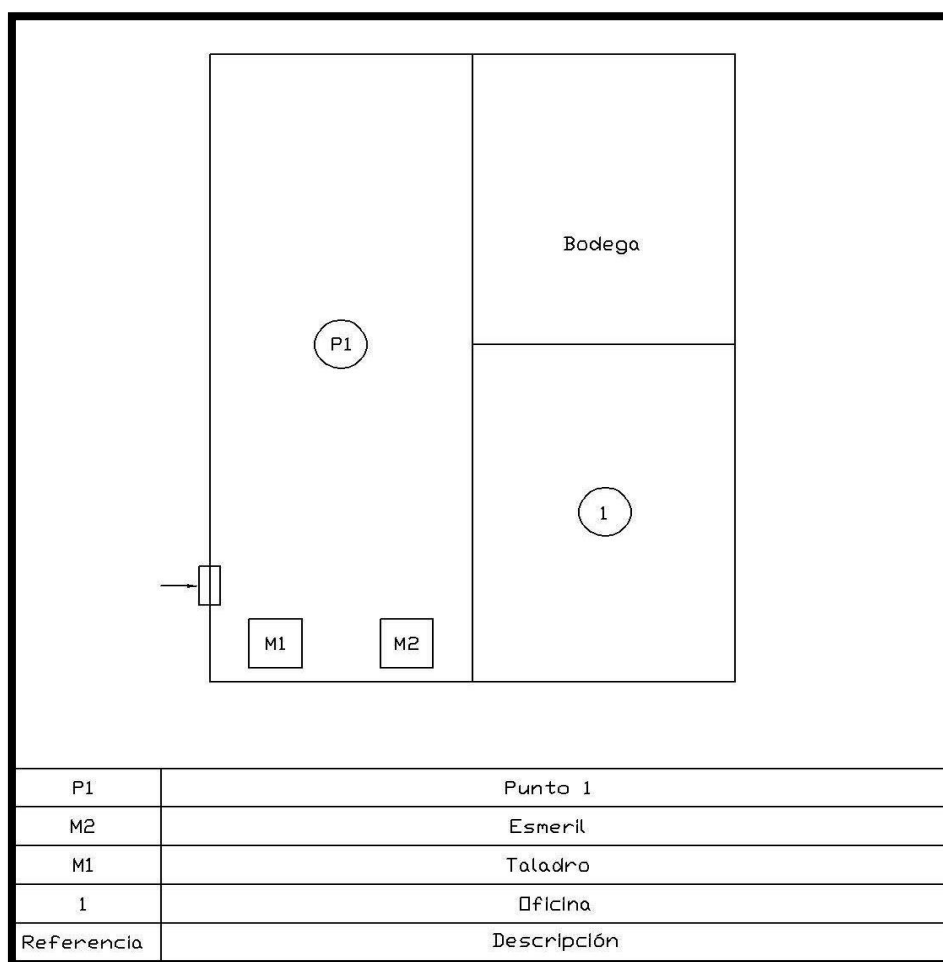 Bodega
P1
1
M1
M2
P1 Punto 1
M2 Esmeril
M1 Taladro
1 Oficina
Referencia Descripción